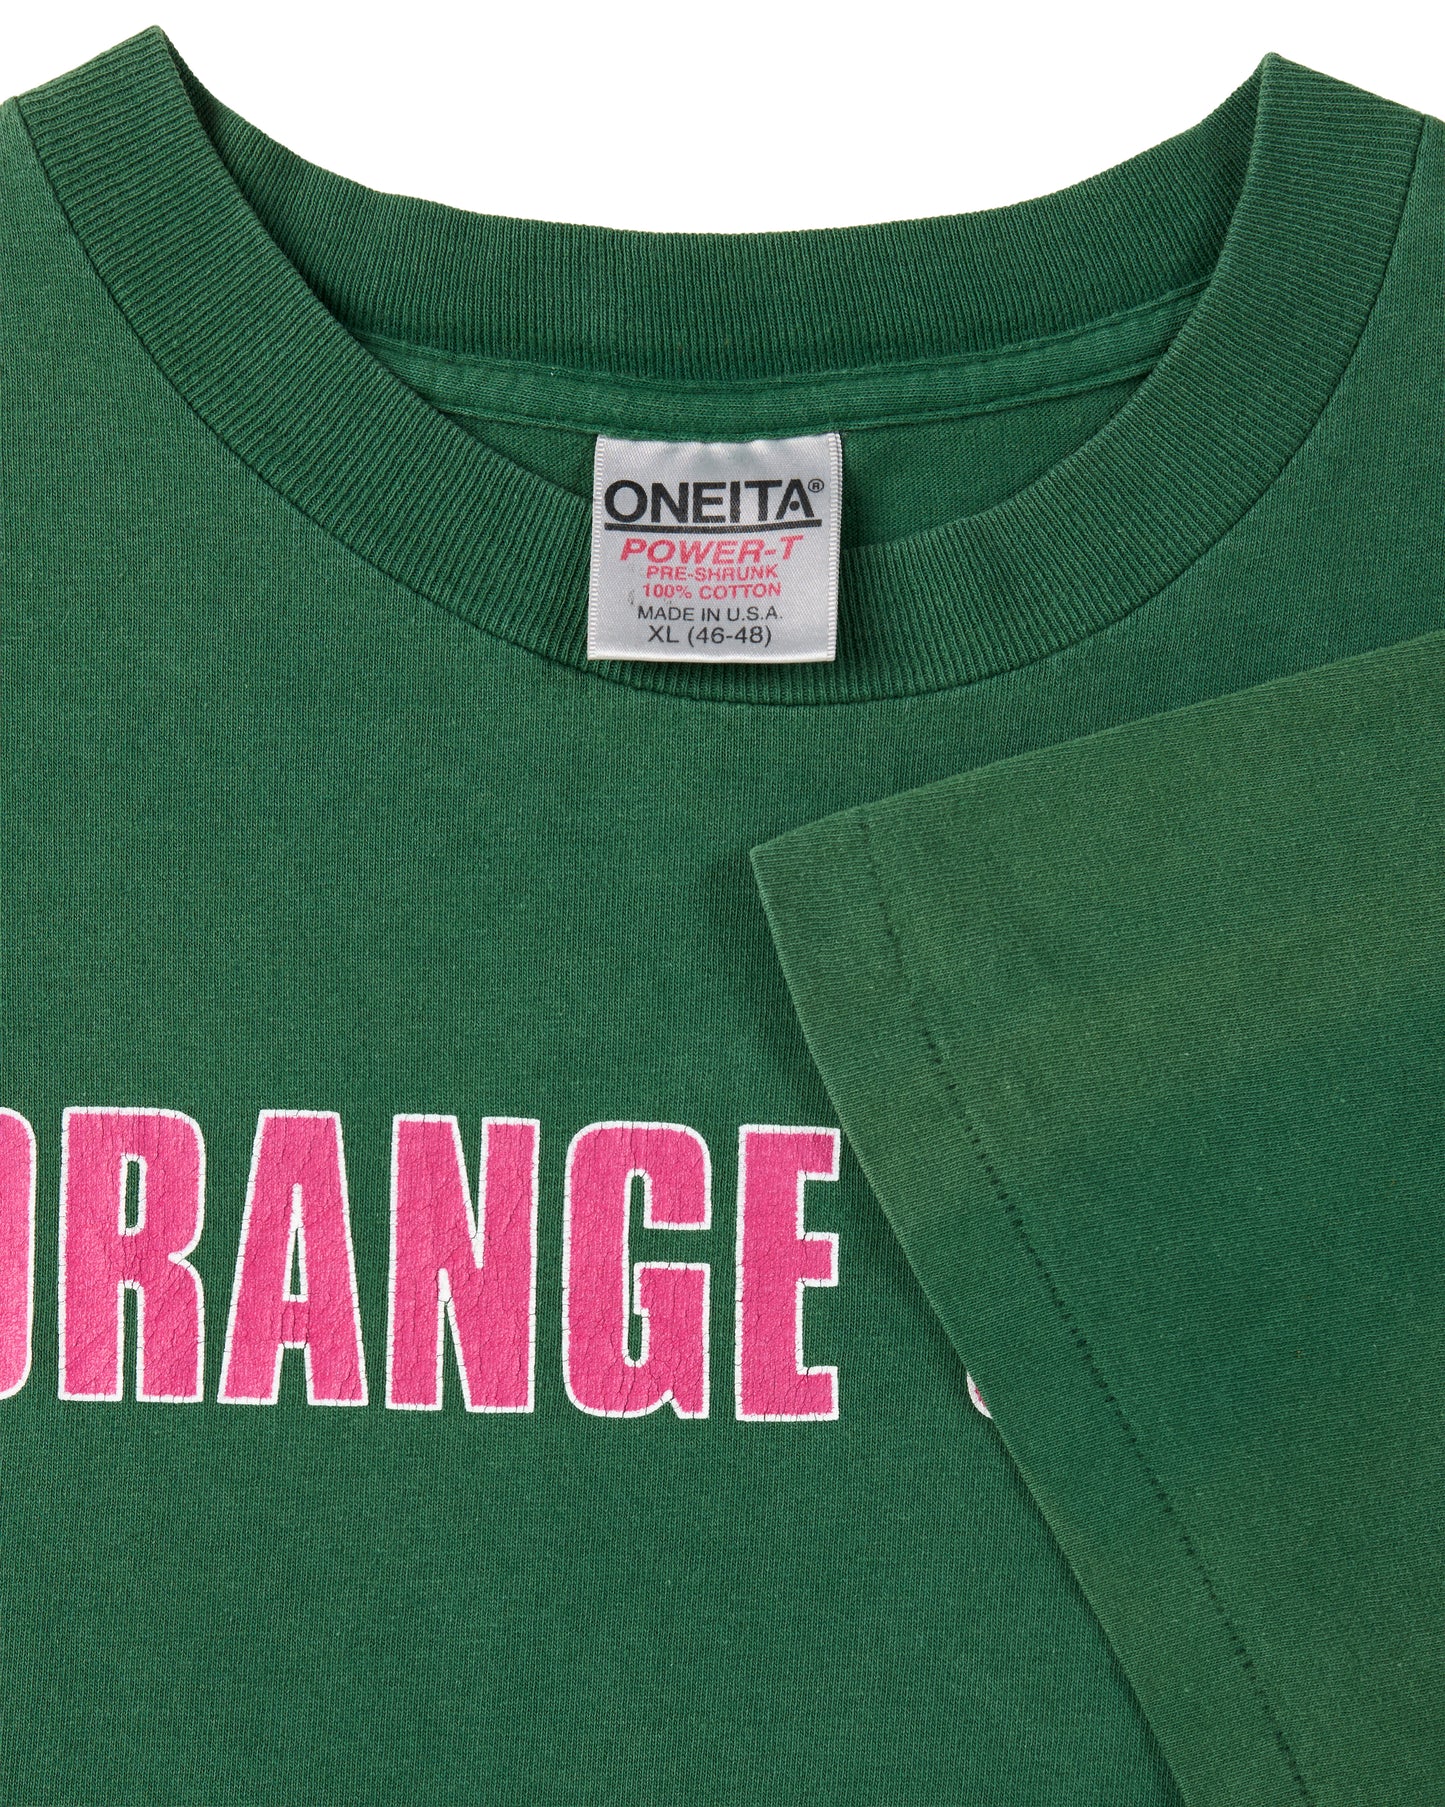 ONEITA®
POWER-T
PRE-SHRUNK
100% COTTON
MADE IN U.S.A.
XL (46-48)
ORANGE